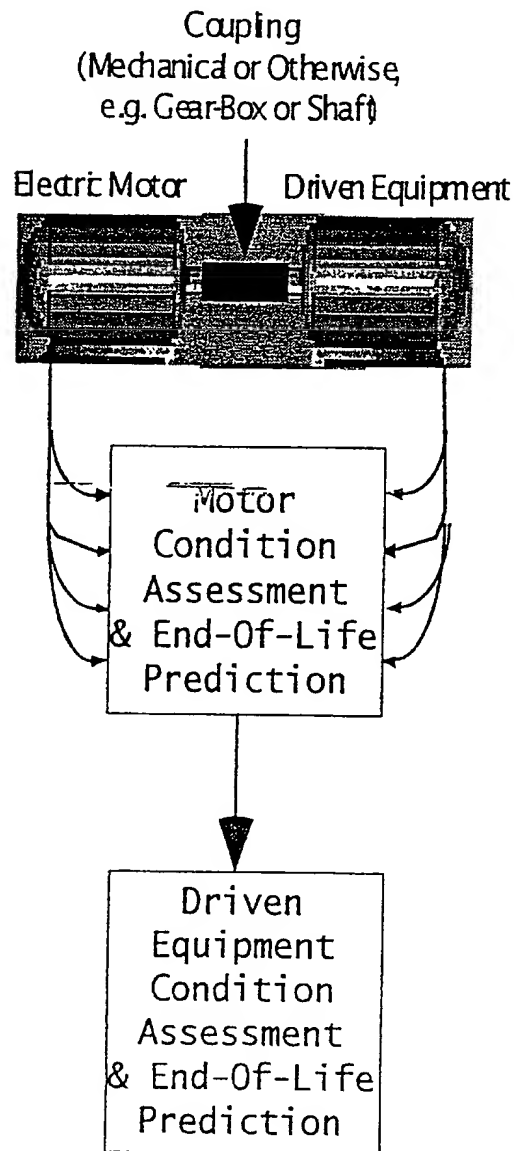 Coupling
(Mechanical or Otherwise,
e.g. Gear-Box or Shaft)
Electric Motor Driven Equipment
Motor
Condition
Assessment
& End-Of-Life
Prediction
Driven
Equipment
Condition
Assessment
& End-Of-Life
Prediction